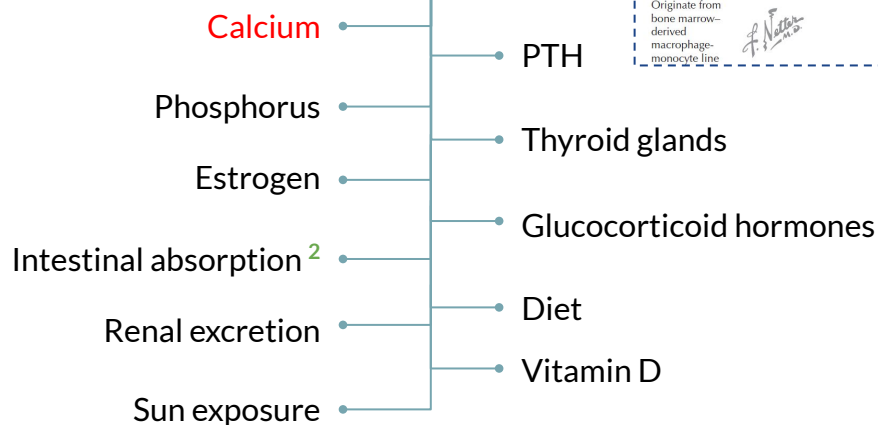 Originate from
bone marrow–
derived
macrophage-
monocyte line
F. Netter
M.D.
Calcium
PTH
Phosphorus
Thyroid glands
Estrogen
Glucocorticoid hormones
Intestinal absorption 2
Diet
Renal excretion
Vitamin D
Sun exposure